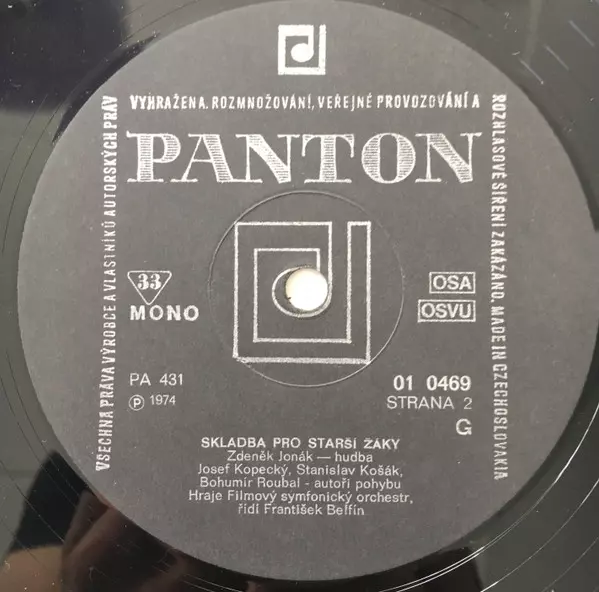 VŠECHNA PRÁVA VÝROBCE A VLASTNÍKŮ AUTORSKÝCH PRÁV
VYHRAŽENA. ROZMNOŽOVÁNÍ, VEŘEJNÉ PROVOZOVÁNÍ A
ROZHLASOVÉ ŠÍŘENÍ ZAKÁZÁNO. MADE IN CZECHOSLOVAKIA
PANTON
33
MONO
OSA
OSVU
PA 431
℗ 1974
01 0469
STRANA 2
G
SKLADBA PRO STARŠÍ ŽÁKY
Zdeněk Jonák — hudba
Josef Kopecký, Stanislav Košák,
Bohumír Roubal - autoři pohybu
Hraje Filmový symfonický orchestr,
řídí František Belfín